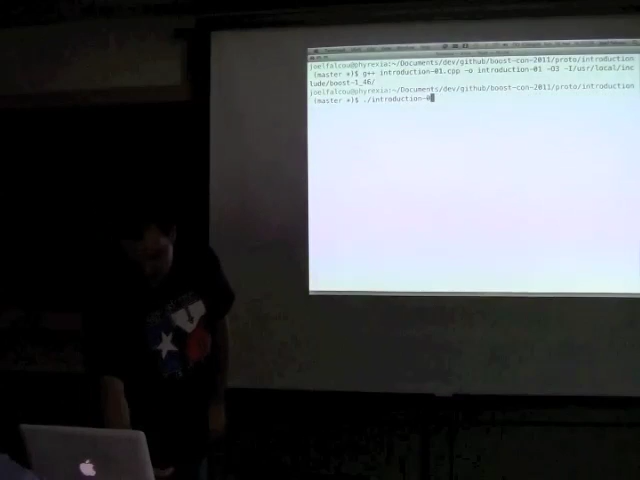 joelfalcou@phyrexia:~/Documents/dev/github/boost-con-2011/proto/introduction
(master *)$ g++ introduction-01.cpp -o introduction-01 -O3 -I/usr/local/inc
lude/boost-1_46/
joelfalcou@phyrexia:~/Documents/dev/github/boost-con-2011/proto/introduction
(master *)$ ./introduction-0